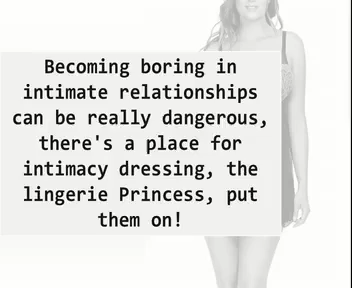 Becoming boring in
intimate relationships
can be really dangerous,
there's a place for
intimacy dressing, the
lingerie Princess, put
them on!